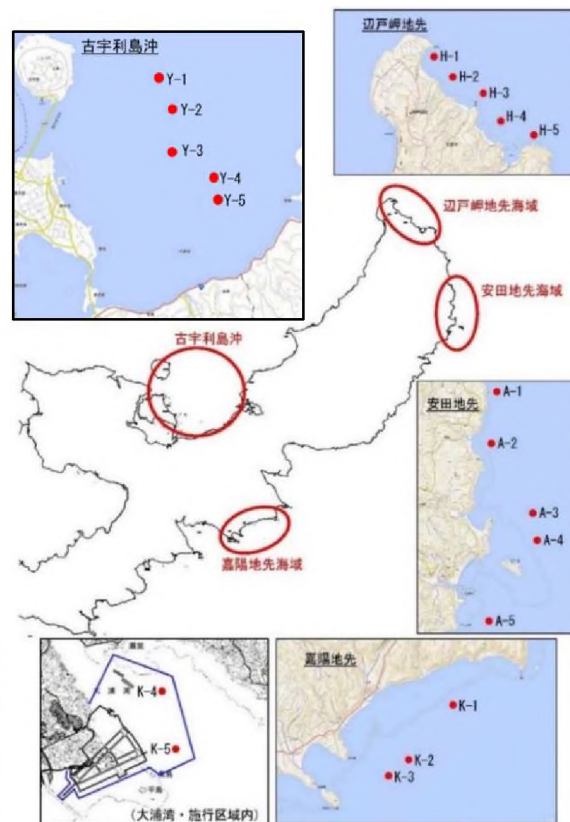 古宇利島沖
Y-1
Y-2
Y-3
Y-4
Y-5
辺戸岬地先
H-1
H-2
H-3
H-4
H-5
辺戸岬地先海域
安田地先海域
古宇利島沖
嘉陽地先海域
安田地先
A-1
A-2
A-3
A-4
A-5
K-4
K-5
平島
(大浦湾・施行区域内)
嘉陽地先
K-1
K-2
K-3